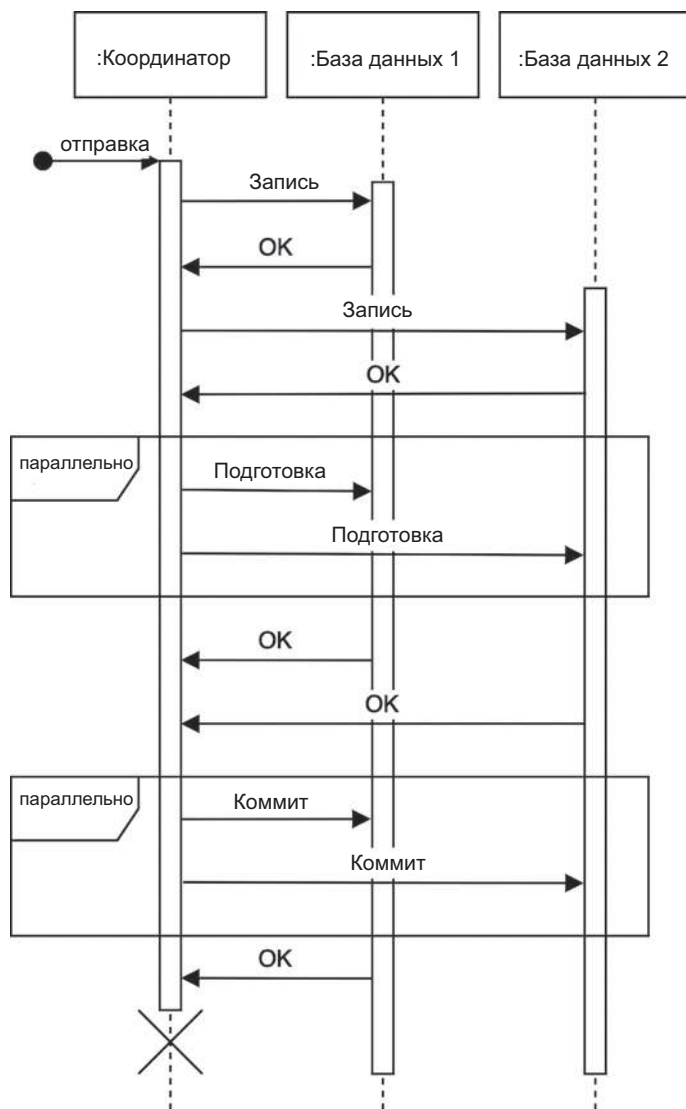 :Координатор
:База данных 1
:База данных 2
отправка
Запись
OK
Запись
OK
параллельно
Подготовка
Подготовка
OK
OK
параллельно
Коммит
Коммит
OK